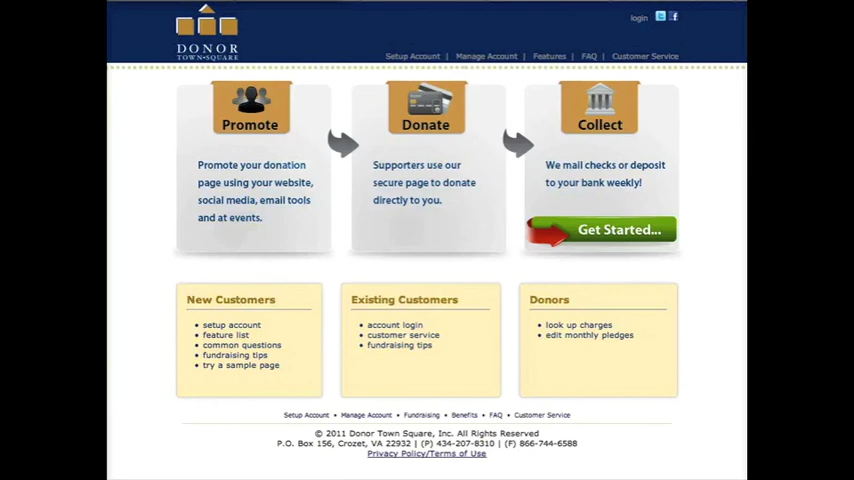 login
DONOR
TOWN•SQUARE
Setup Account | Manage Account | Features | FAQ | Customer Service
Promote
Promote your donation
page using your website,
social media, email tools
and at events.
Donate
Supporters use our
secure page to donate
directly to you.
Collect
We mail checks or deposit
to your bank weekly!
Get Started...
New Customers
• setup account
• feature list
• common questions
• fundraising tips
• try a sample page
Existing Customers
• account login
• customer service
• fundraising tips
Donors
• look up charges
• edit monthly pledges
Setup Account • Manage Account • Fundraising • Benefits • FAQ • Customer Service
© 2011 Donor Town Square, Inc. All Rights Reserved
P.O. Box 156, Crozet, VA 22932 | (P) 434-207-8310 | (F) 866-744-6588
Privacy Policy/Terms of Use